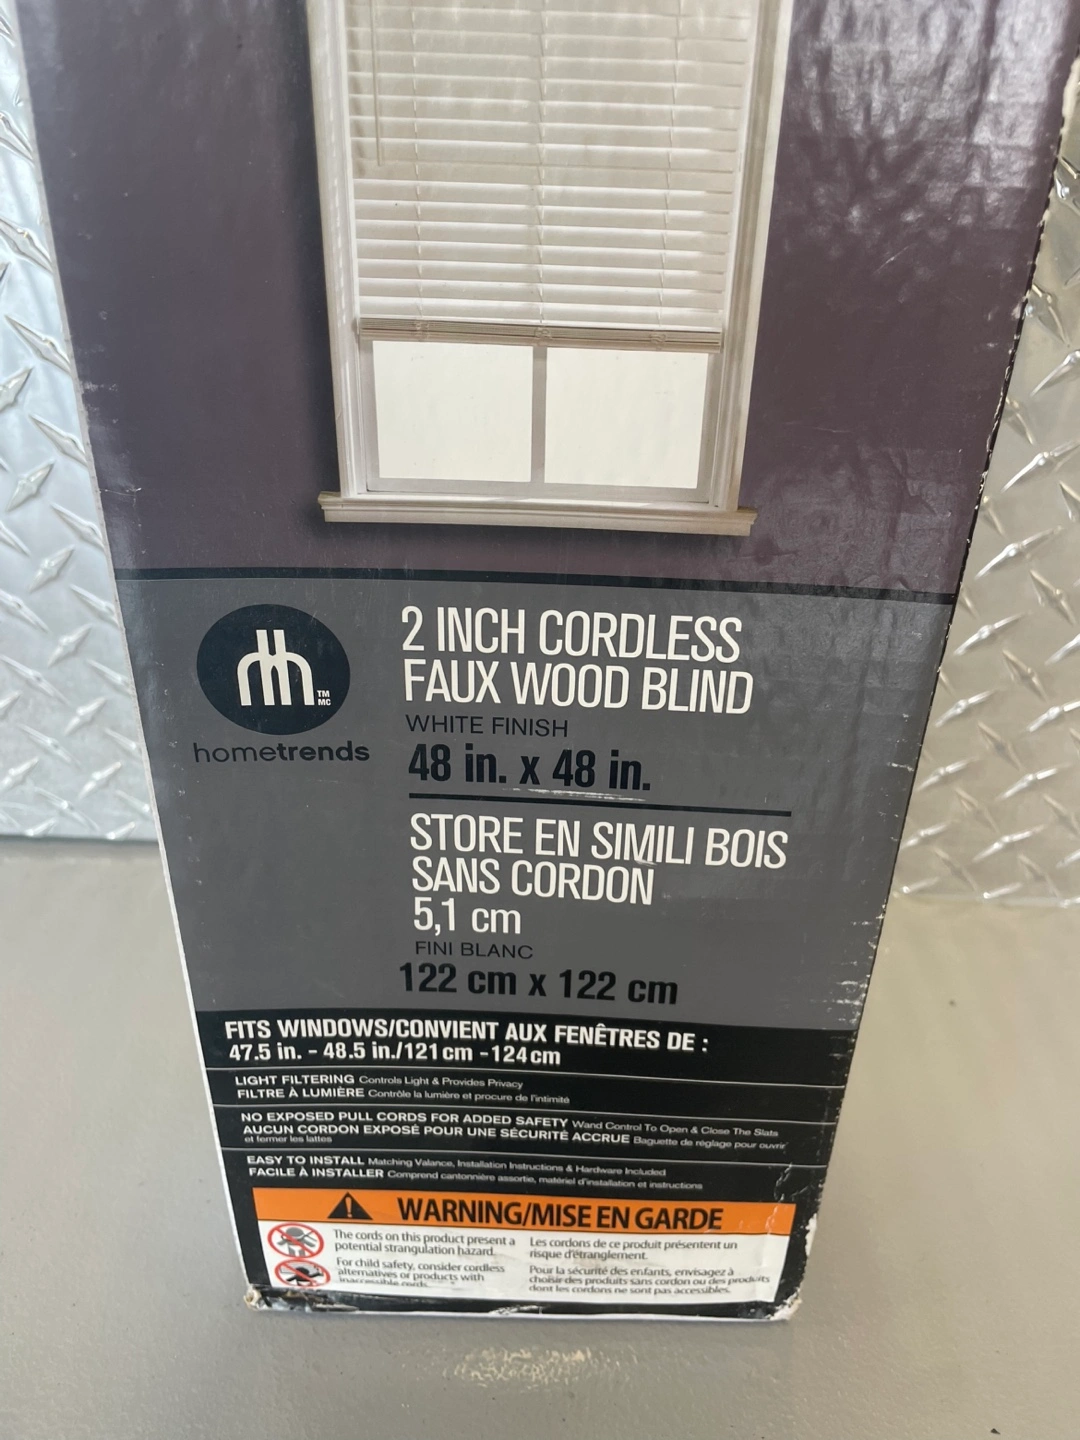 hometrends
TM
MC
2 INCH CORDLESS
FAUX WOOD BLIND
WHITE FINISH
48 in. x 48 in.
STORE EN SIMILI BOIS
SANS CORDON
5,1 cm
FINI BLANC
122 cm x 122 cm
FITS WINDOWS/CONVIENT AUX FENÊTRES DE :
47.5 in. - 48.5 in./121 cm -124 cm
LIGHT FILTERING Controls Light & Provides Privacy
FILTRE À LUMIÈRE Contrôle la lumière et procure de l'intimité
NO EXPOSED PULL CORDS FOR ADDED SAFETY Wand Control To Open & Close The Slats
AUCUN CORDON EXPOSÉ POUR UNE SÉCURITÉ ACCRUE Baguette de réglage pour ouvrir
et fermer les lattes
EASY TO INSTALL Matching Valance, Installation Instructions & Hardware Included
FACILE À INSTALLER Comprend cantonnière assortie, matériel d'installation et instructions
WARNING/MISE EN GARDE
The cords on this product present a
potential strangulation hazard.
For child safety, consider cordless
alternatives or products with
inaccessible cords.
Les cordons de ce produit présentent un
risque d'étranglement.
Pour la sécurité des enfants, envisagez à
choisir des produits sans cordon ou des produits
dont les cordons ne sont pas accessibles.